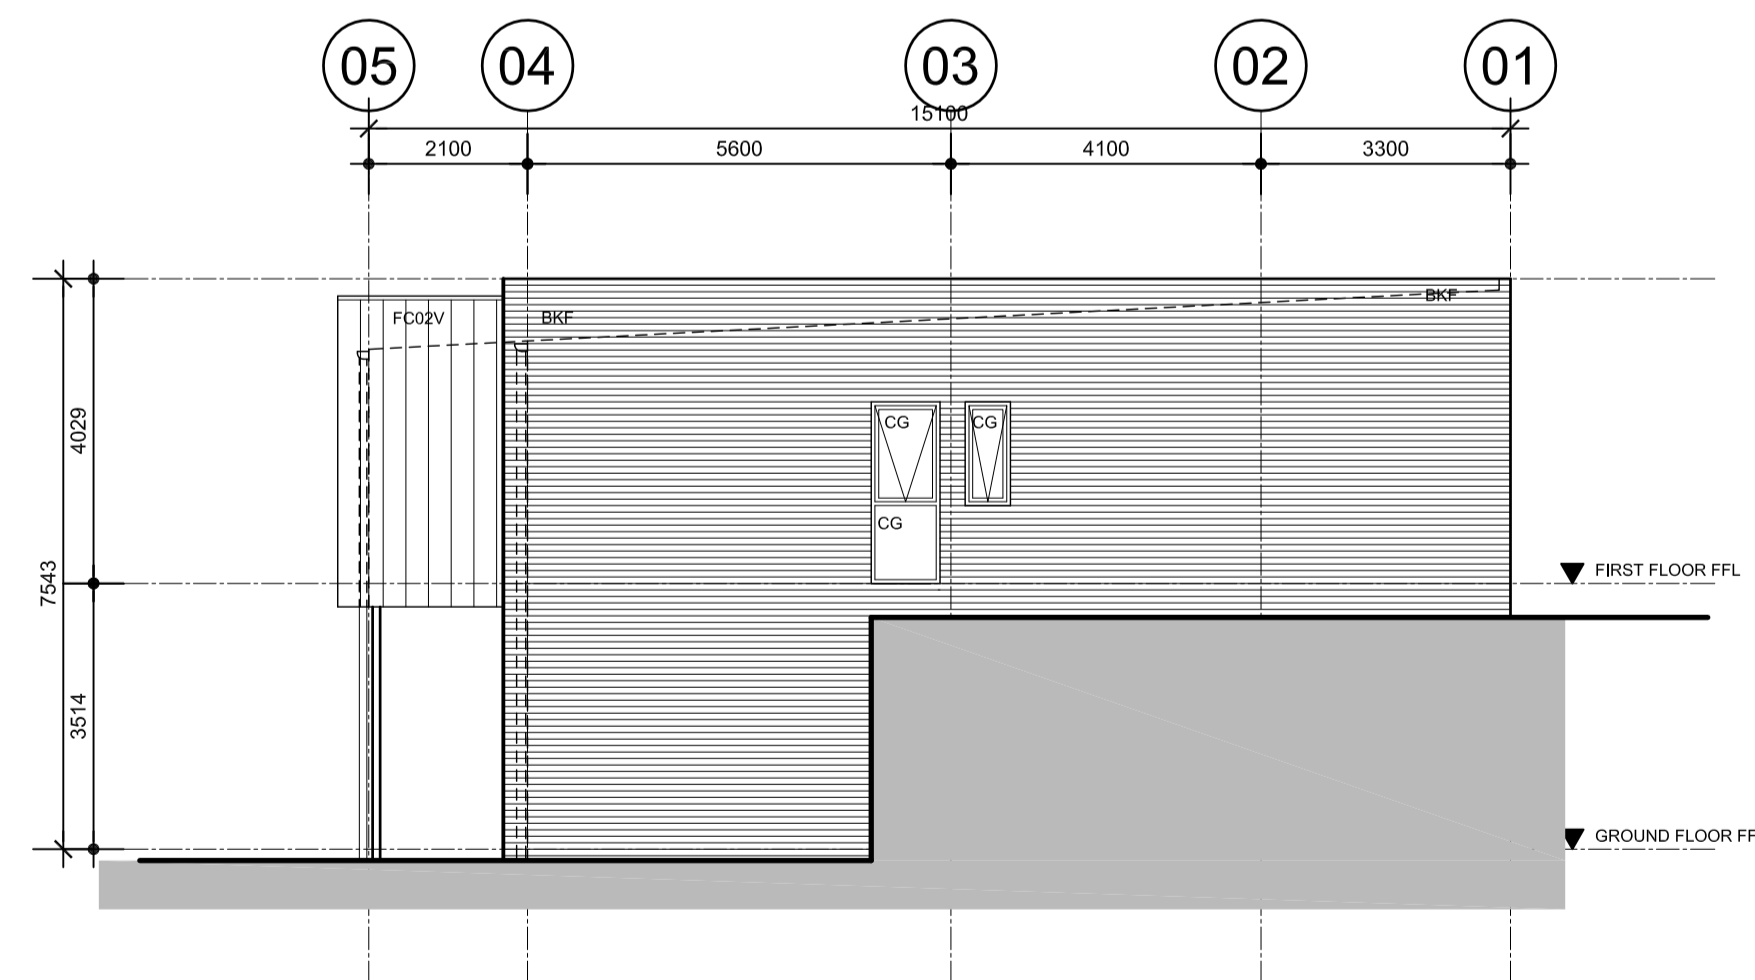 05 04 03 02 01
15100
2100 5600 4100 3300
FC02V BKF BKF
4029
CG CG
CG
7543
FIRST FLOOR FFL
3514
GROUND FLOOR FF